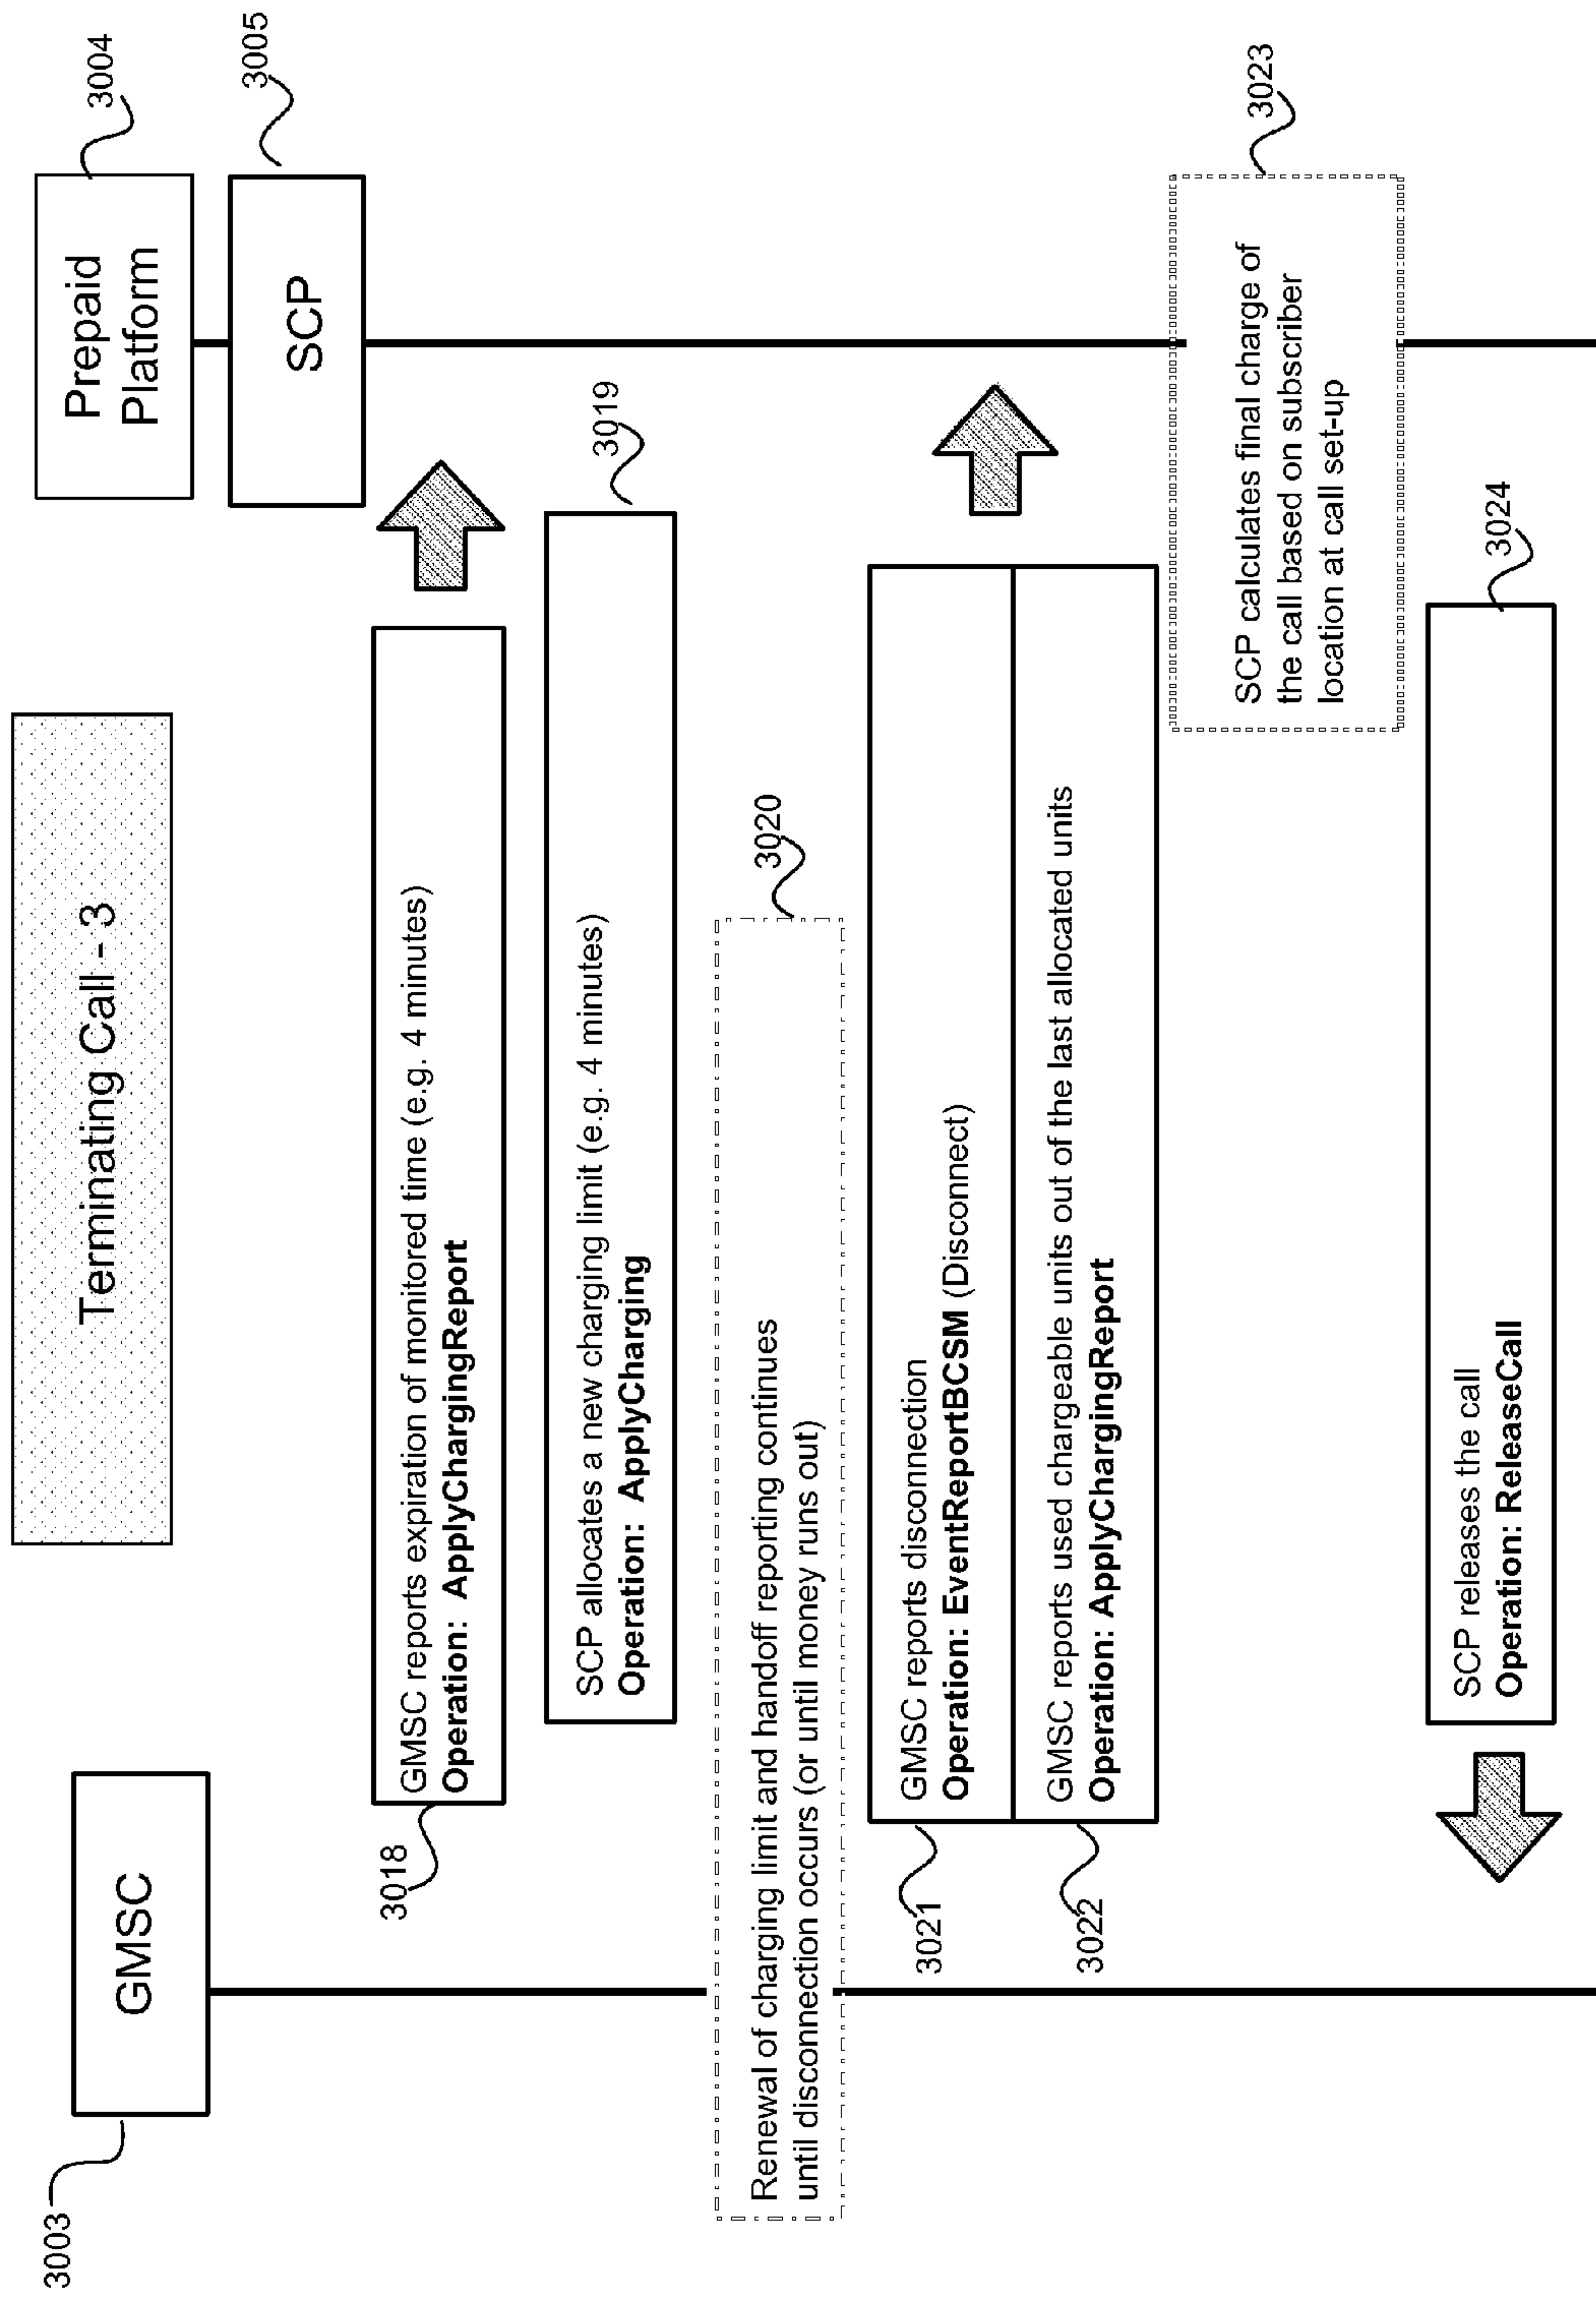 Terminating Call - 3
3003
GMSC
Prepaid
Platform
3004
SCP
3005
GMSC reports expiration of monitored time (e.g. 4 minutes)
Operation: ApplyChargingReport
3018
SCP allocates a new charging limit (e.g. 4 minutes)
Operation: ApplyCharging
3019
Renewal of charging limit and handoff reporting continues
until disconnection occurs (or until money runs out)
3020
GMSC reports disconnection
Operation: EventReportBCSM (Disconnect)
3021
GMSC reports used chargeable units out of the last allocated units
Operation: ApplyChargingReport
3022
SCP calculates final charge of
the call based on subscriber
location at call set-up
3023
SCP releases the call
Operation: ReleaseCall
3024